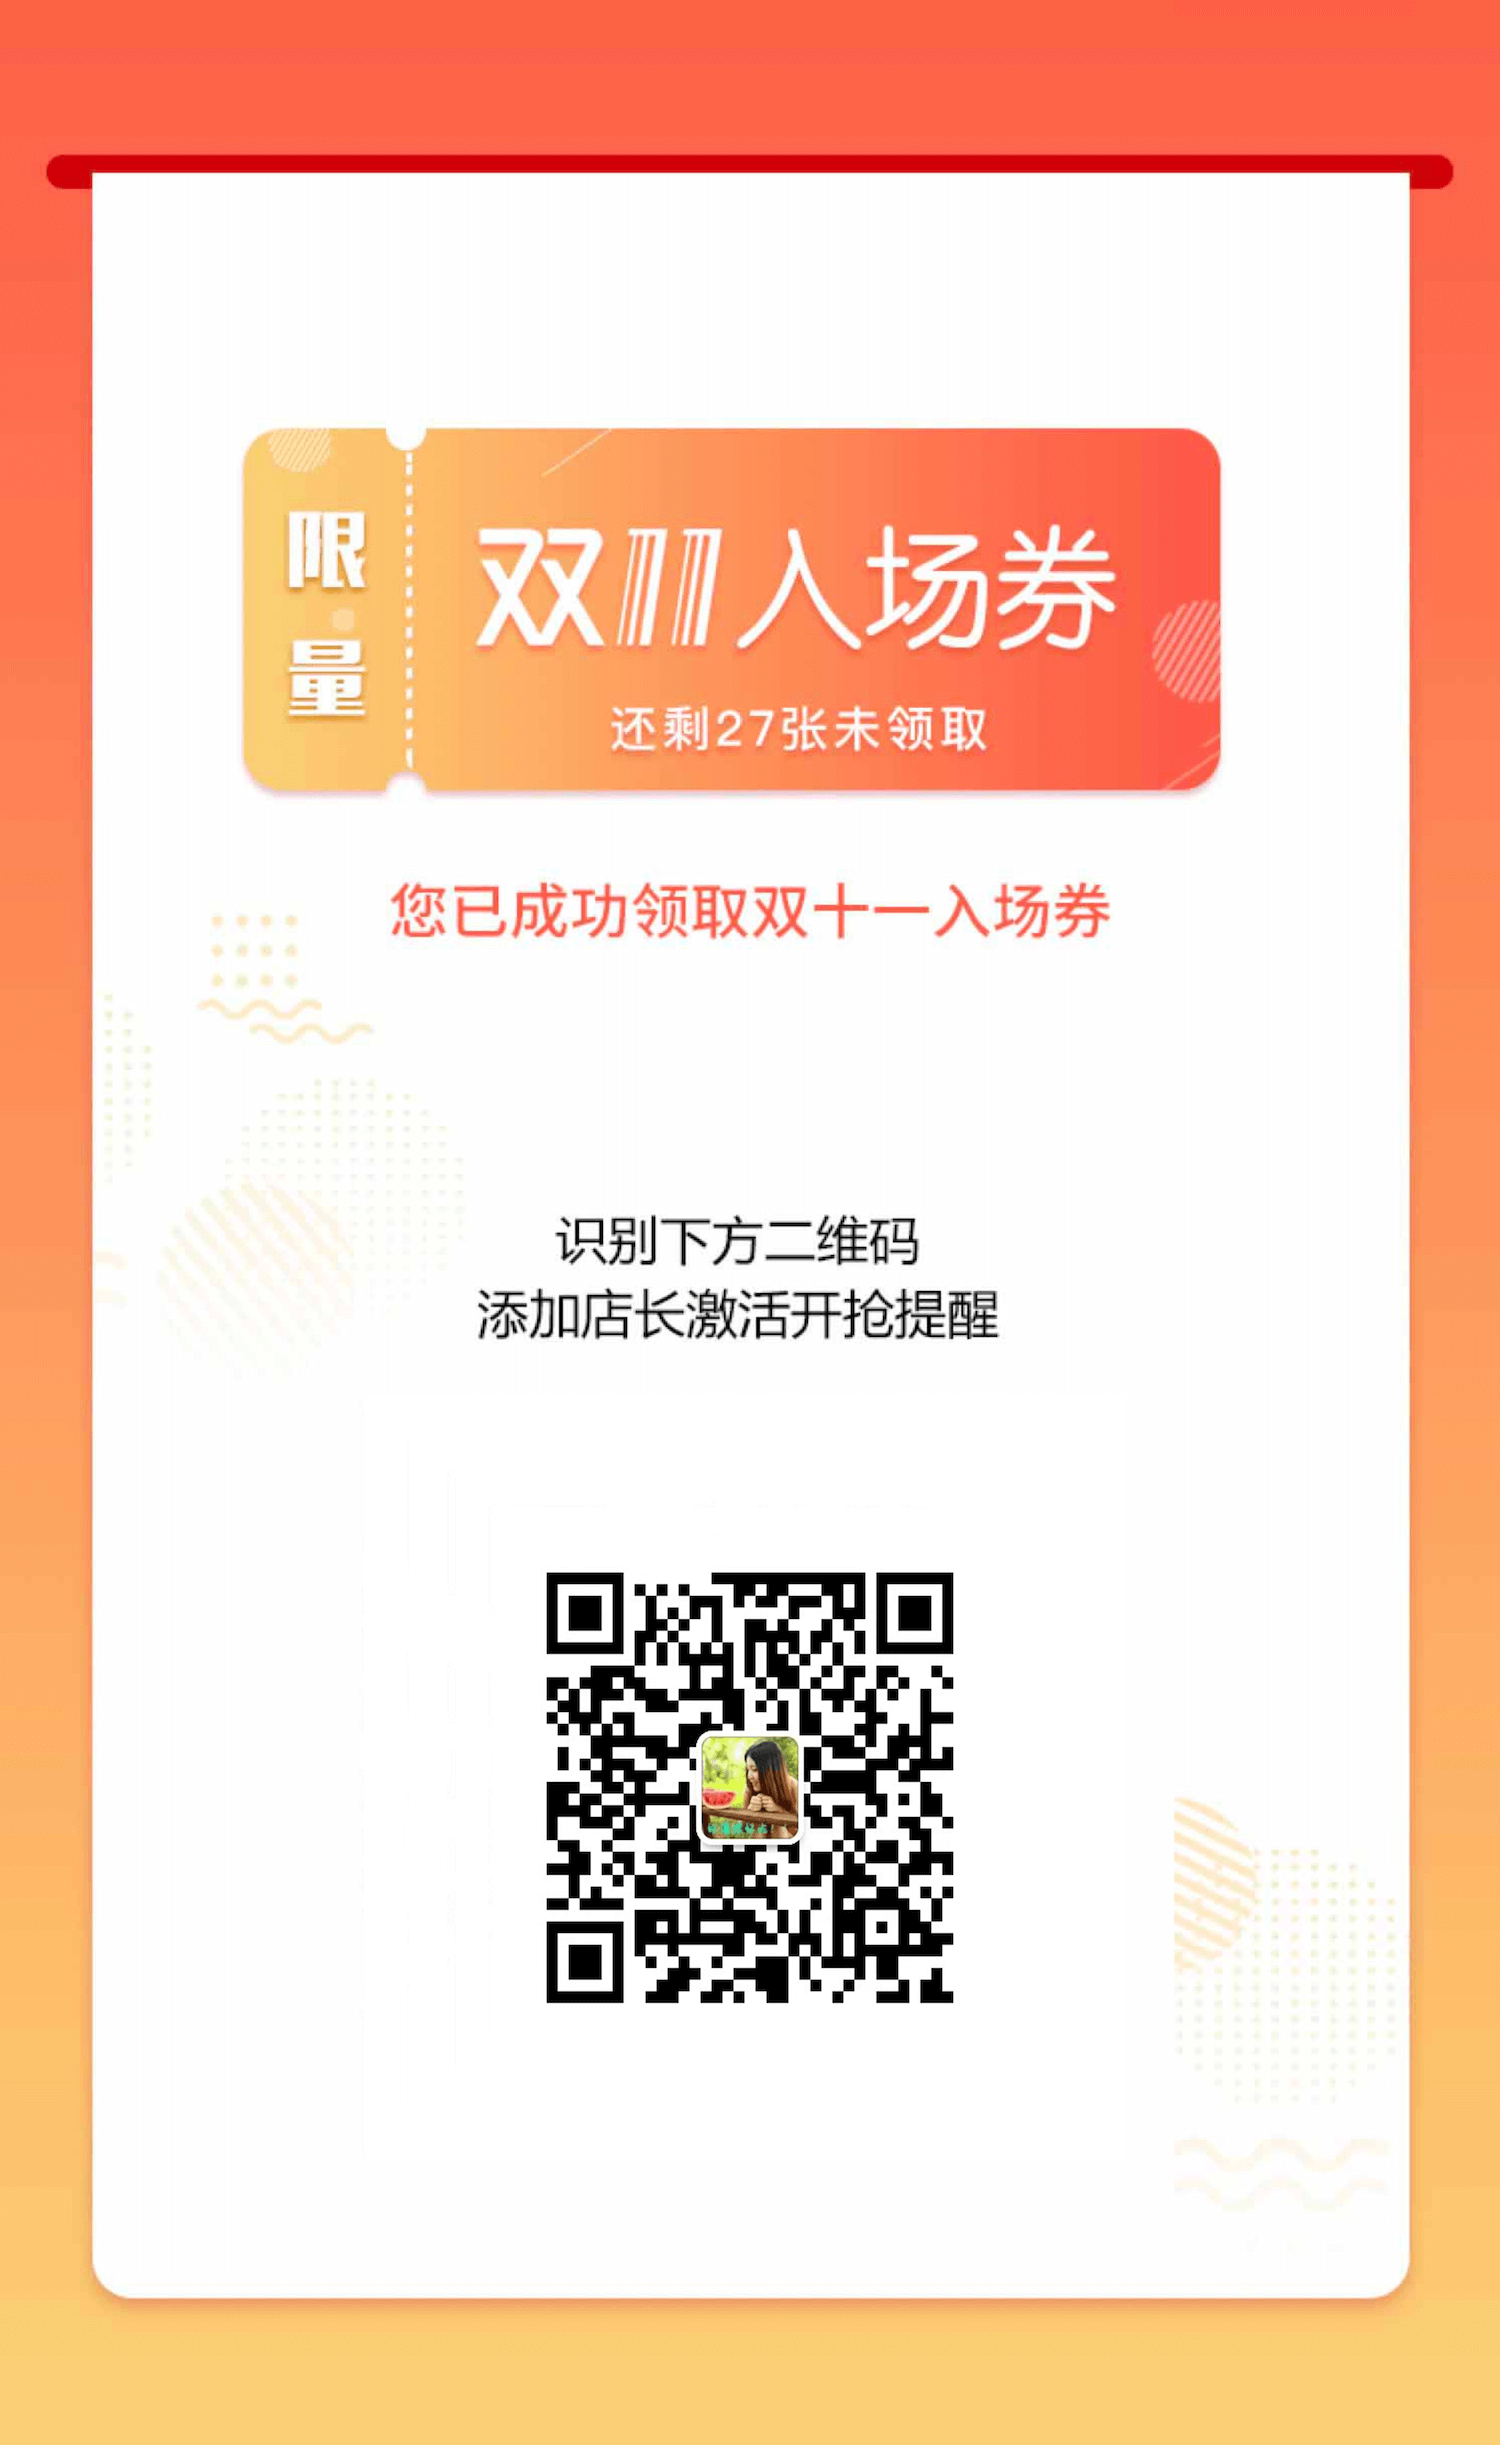 限量
双11入场券
还剩27张未领取
您已成功领取双十一入场券
识别下方二维码
添加店长激活开抢提醒